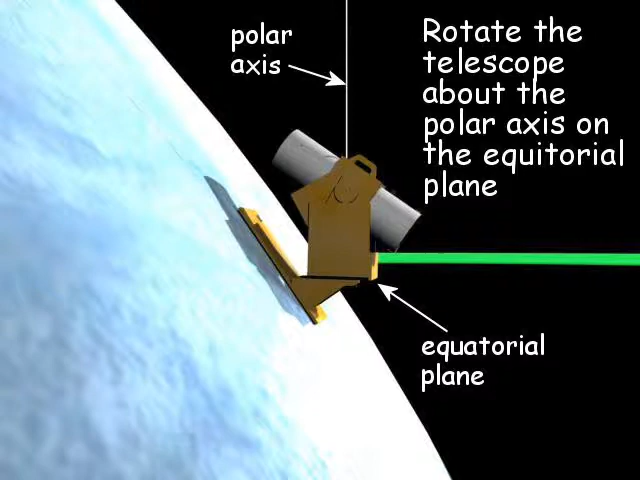 polar
axis
Rotate the
telescope
about the
polar axis on
the equitorial
plane
equatorial
plane